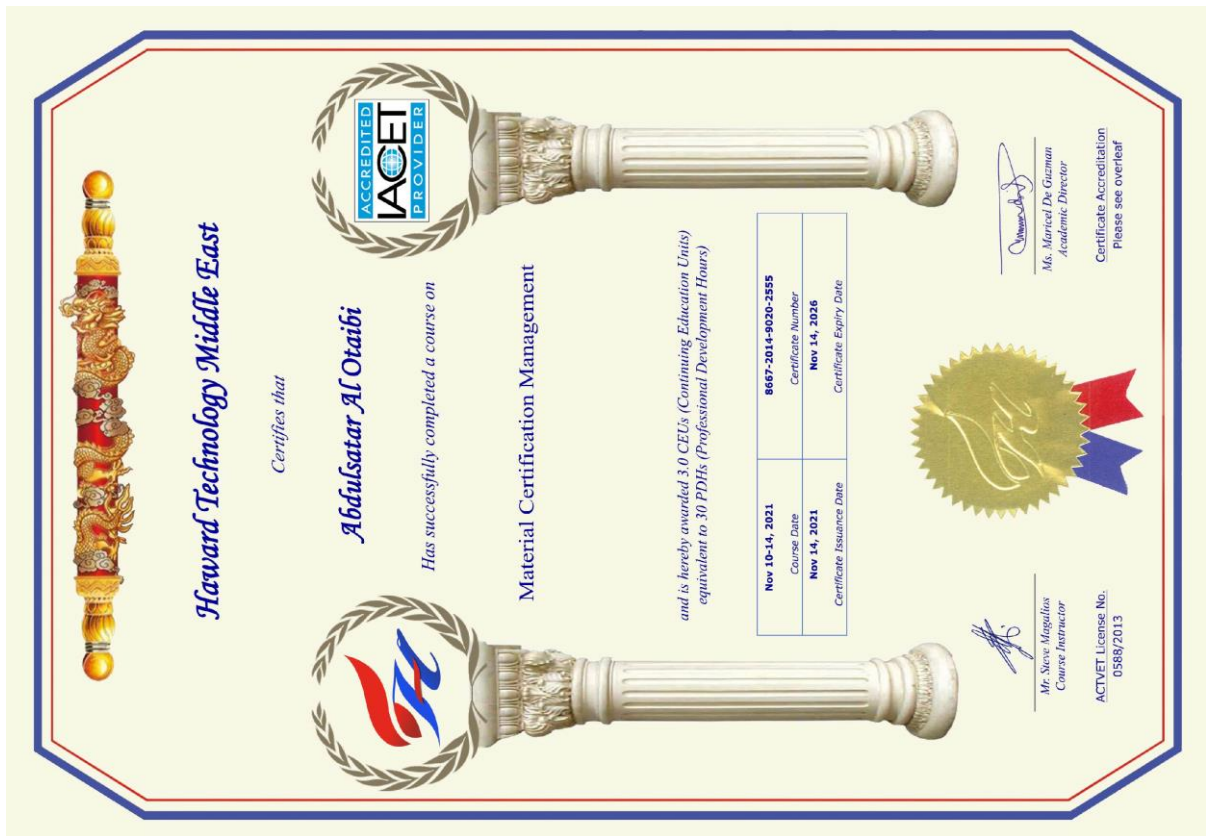 ACCREDITED
IACET
PROVIDER
Haward Technology Middle East
Certifies that
Abdulsatar Al Otaibi
Has successfully completed a course on
Material Certification Management
and is hereby awarded 3.0 CEUs (Continuing Education Units)
equivalent to 30 PDHs (Professional Development Hours)
Nov 10-14, 2021
Course Date
8667-2014-9020-2555
Certificate Number
Nov 14, 2021
Certificate Issuance Date
Nov 14, 2026
Certificate Expiry Date
Mr. Steve Magalios
Course Instructor
Ms. Maricel De Guzman
Academic Director
ACTVET License No.
0588/2013
Certificate Accreditation
Please see overleaf